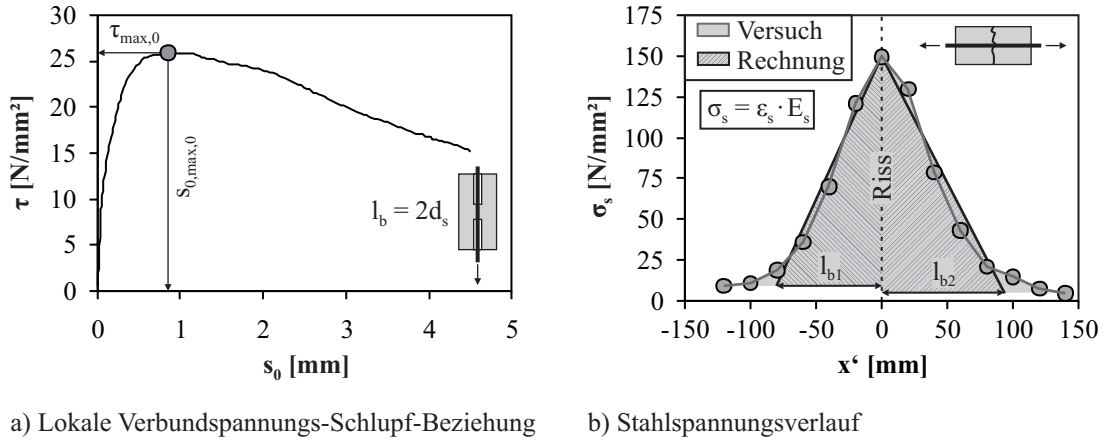 30
25
20
15
10
5
0
τ [N/mm²]
τmax,0
s0,max,0
lb = 2ds
0 1 2 3 4 5
s0 [mm]
a) Lokale Verbundspannungs-Schlupf-Beziehung
175
150
125
100
75
50
25
0
σs [N/mm²]
Versuch
Rechnung
σs = εs · Es
Riss
lb1
lb2
-150 -100 -50 0 50 100 150
x‘ [mm]
b) Stahlspannungsverlauf